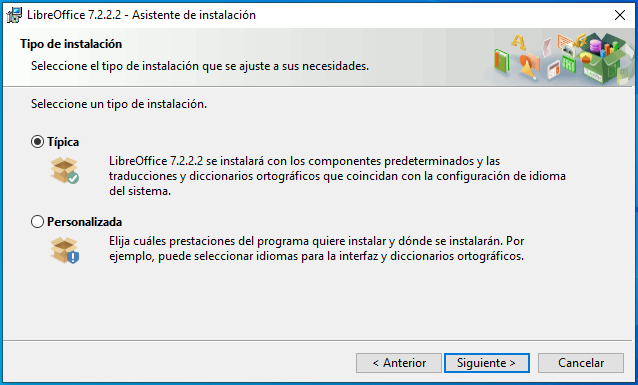 LibreOffice 7.2.2.2 - Asistente de instalación
Tipo de instalación
Seleccione el tipo de instalación que se ajuste a sus necesidades.
Seleccione un tipo de instalación.
Típica
LibreOffice 7.2.2.2 se instalará con los componentes predeterminados y las
traducciones y diccionarios ortográficos que coincidan con la configuración de idioma
del sistema.
Personalizada
Elija cuáles prestaciones del programa quiere instalar y dónde se instalarán. Por
ejemplo, puede seleccionar idiomas para la interfaz y diccionarios ortográficos.
< Anterior
Siguiente >
Cancelar